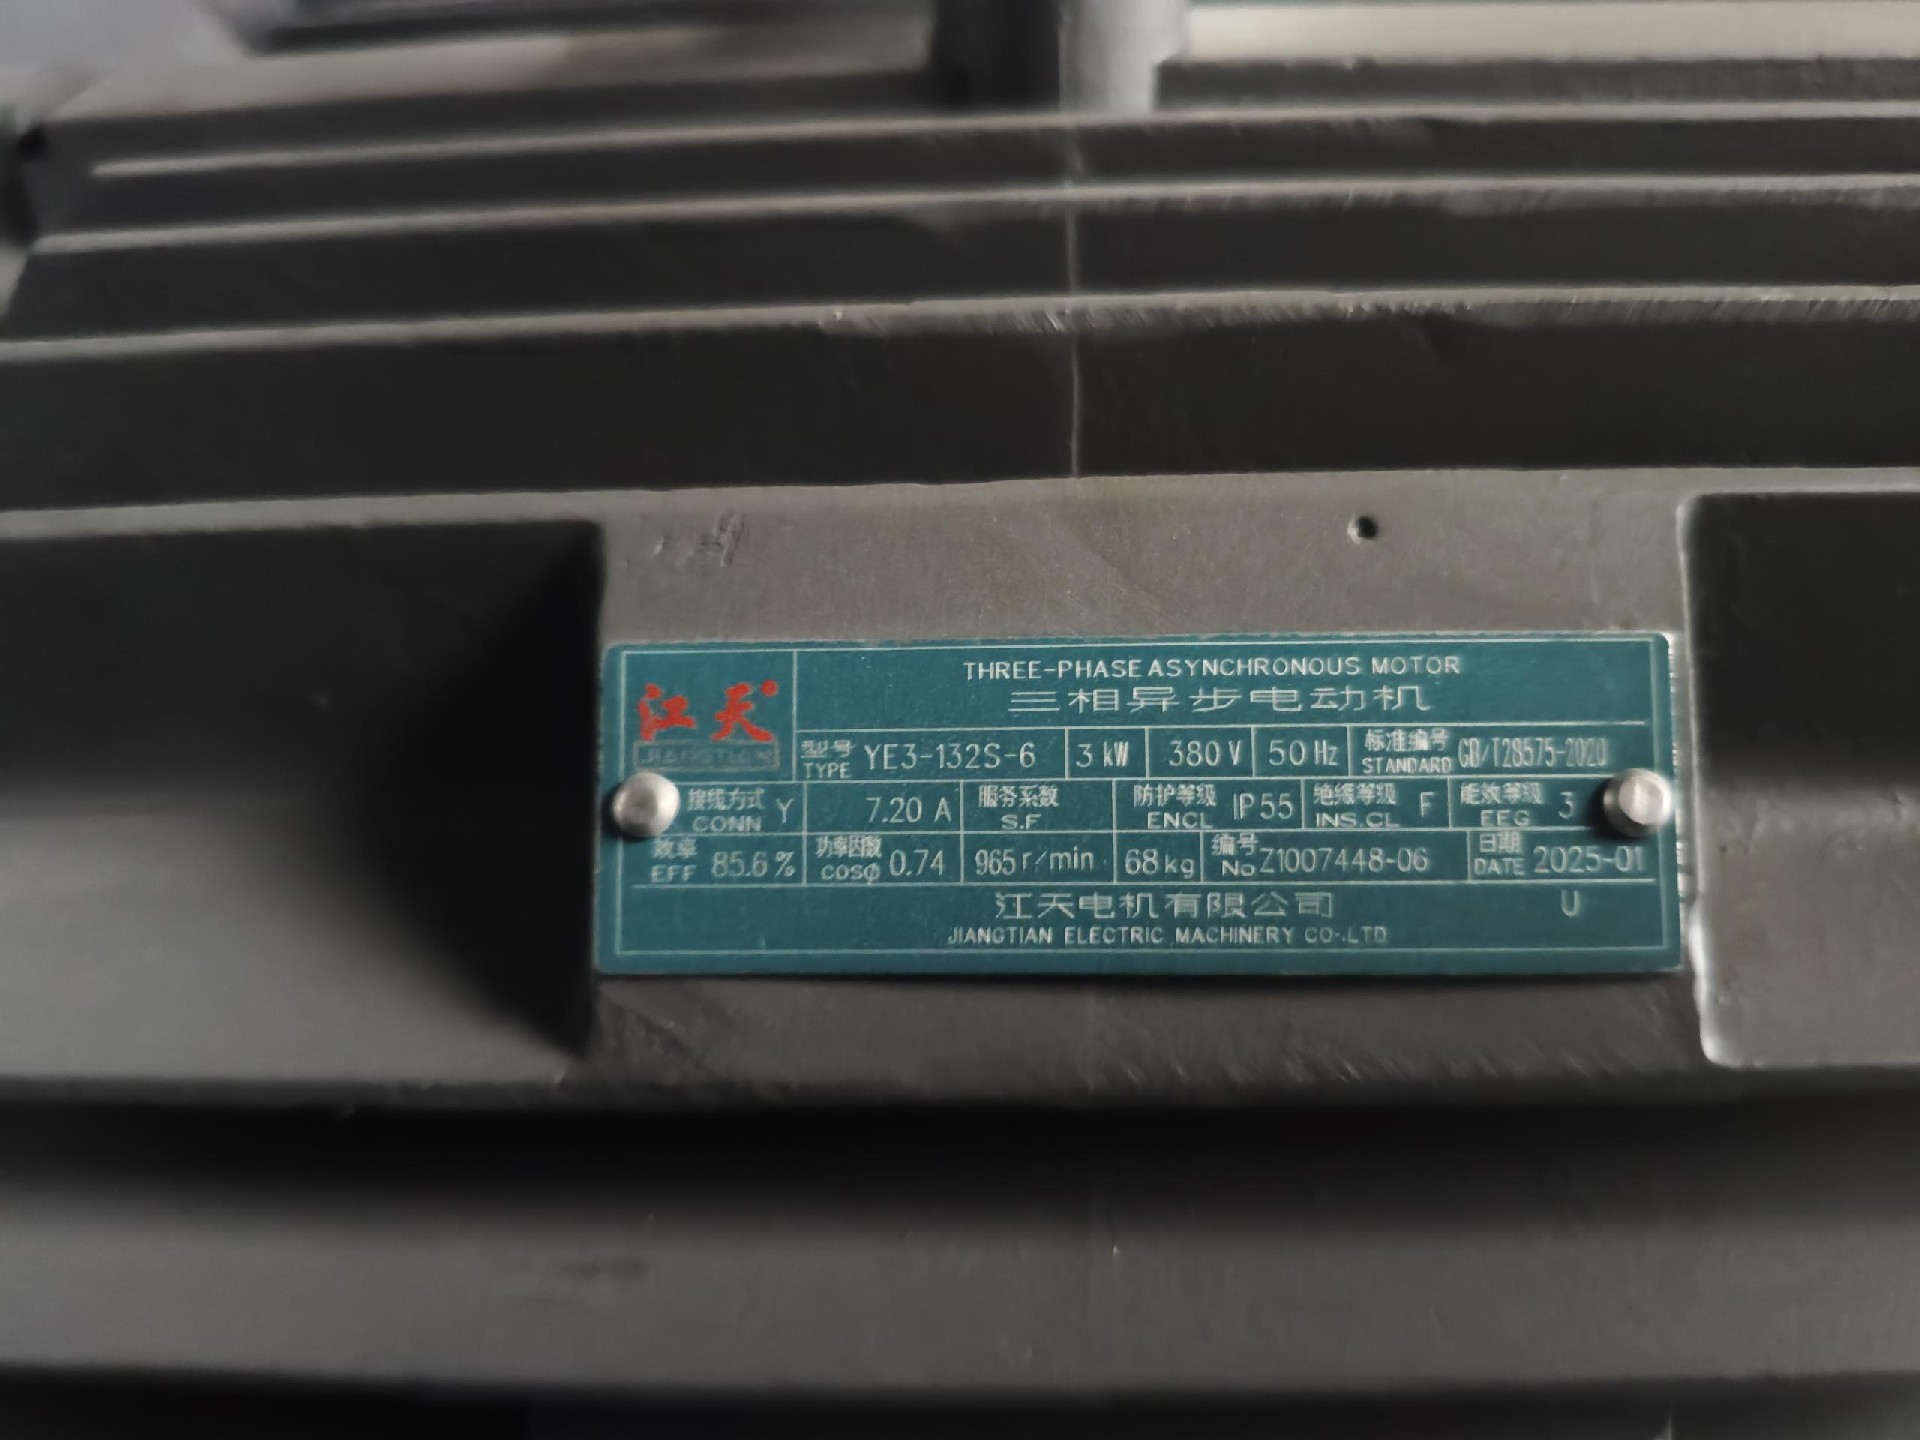 THREE-PHASE ASYNCHRONOUS MOTOR
江天®
三相异步电动机
JIANGTIAN
型号 TYPE YE3-132S-6 3 kW 380 V 50 Hz 标准编号 STANDARD GB/T28575-2020
接线方式 CONN Y 7.20 A 服务系数 S.F 防护等级 ENCL IP55 绝缘等级 INS.CL F 能效等级 EEG 3
效率 EFF 85.6 % 功率因数 COSφ 0.74 965 r/min 68 kg 编号 No Z1007448-06 日期 DATE 2025-01
江天电机有限公司 U
JIANGTIAN ELECTRIC MACHINERY CO.,LTD